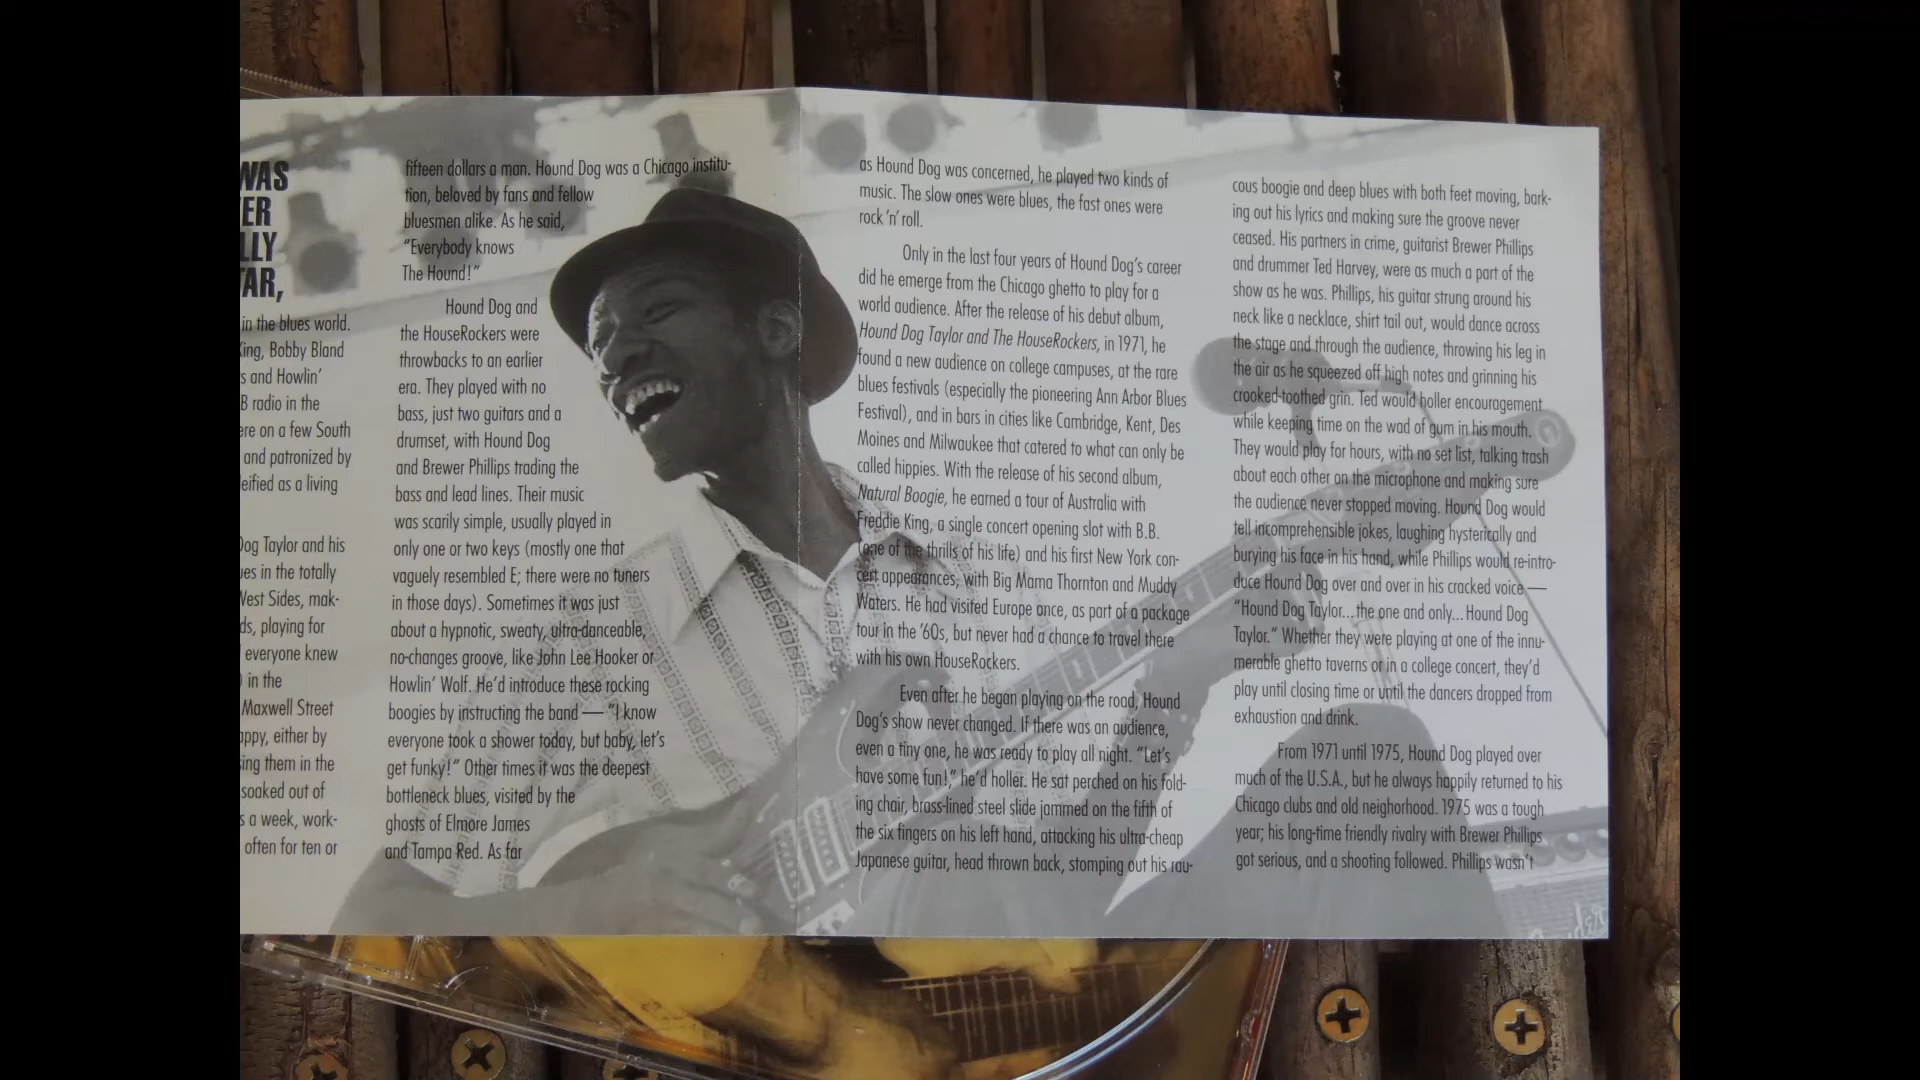 WAS
ER
LLY
TAR,
in the blues world.
King, Bobby Bland
s and Howlin’
B radio in the
ere on a few South
and patronized by
eified as a living
Dog Taylor and his
ues in the totally
West Sides, mak-
ds, playing for
everyone knew
) in the
Maxwell Street
appy, either by
sing them in the
soaked out of
s a week, work-
often for ten or
fifteen dollars a man. Hound Dog was a Chicago institu-
tion, beloved by fans and fellow
bluesmen alike. As he said,
“Everybody knows
The Hound!”
Hound Dog and
the HouseRockers were
throwbacks to an earlier
era. They played with no
bass, just two guitars and a
drumset, with Hound Dog
and Brewer Phillips trading the
bass and lead lines. Their music
was scarily simple, usually played in
only one or two keys (mostly one that
vaguely resembled E; there were no tuners
in those days). Sometimes it was just
about a hypnotic, sweaty, ultra-danceable,
no-changes groove, like John Lee Hooker or
Howlin’ Wolf. He’d introduce these rocking
boogies by instructing the band — “I know
everyone took a shower today, but baby, let’s
get funky!” Other times it was the deepest
bottleneck blues, visited by the
ghosts of Elmore James
and Tampa Red. As far
as Hound Dog was concerned, he played two kinds of
music. The slow ones were blues, the fast ones were
rock ’n’ roll.
Only in the last four years of Hound Dog’s career
did he emerge from the Chicago ghetto to play for a
world audience. After the release of his debut album,
Hound Dog Taylor and The HouseRockers, in 1971, he
found a new audience on college campuses, at the rare
blues festivals (especially the pioneering Ann Arbor Blues
Festival), and in bars in cities like Cambridge, Kent, Des
Moines and Milwaukee that catered to what can only be
called hippies. With the release of his second album,
Natural Boogie, he earned a tour of Australia with
Freddie King, a single concert opening slot with B.B.
(one of the thrills of his life) and his first New York con-
cert appearances, with Big Mama Thornton and Muddy
Waters. He had visited Europe once, as part of a package
tour in the ’60s, but never had a chance to travel there
with his own HouseRockers.
Even after he began playing on the road, Hound
Dog’s show never changed. If there was an audience,
even a tiny one, he was ready to play all night. “Let’s
have some fun!” he’d holler. He sat perched on his fold-
ing chair, brass-lined steel slide jammed on the fifth of
the six fingers on his left hand, attacking his ultra-cheap
Japanese guitar, head thrown back, stomping out his rau-
cous boogie and deep blues with both feet moving, bark-
ing out his lyrics and making sure the groove never
ceased. His partners in crime, guitarist Brewer Phillips
and drummer Ted Harvey, were as much a part of the
show as he was. Phillips, his guitar strung around his
neck like a necklace, shirt tail out, would dance across
the stage and through the audience, throwing his leg in
the air as he squeezed off high notes and grinning his
crooked-toothed grin. Ted would holler encouragement
while keeping time on the wad of gum in his mouth.
They would play for hours, with no set list, talking trash
about each other on the microphone and making sure
the audience never stopped moving. Hound Dog would
tell incomprehensible jokes, laughing hysterically and
burying his face in his hand, while Phillips would re-intro-
duce Hound Dog over and over in his cracked voice —
“Hound Dog Taylor...the one and only...Hound Dog
Taylor.” Whether they were playing at one of the innu-
merable ghetto taverns or in a college concert, they’d
play until closing time or until the dancers dropped from
exhaustion and drink.
From 1971 until 1975, Hound Dog played over
much of the U.S.A., but he always happily returned to his
Chicago clubs and old neigborhood. 1975 was a tough
year; his long-time friendly rivalry with Brewer Phillips
got serious, and a shooting followed. Phillips wasn’t